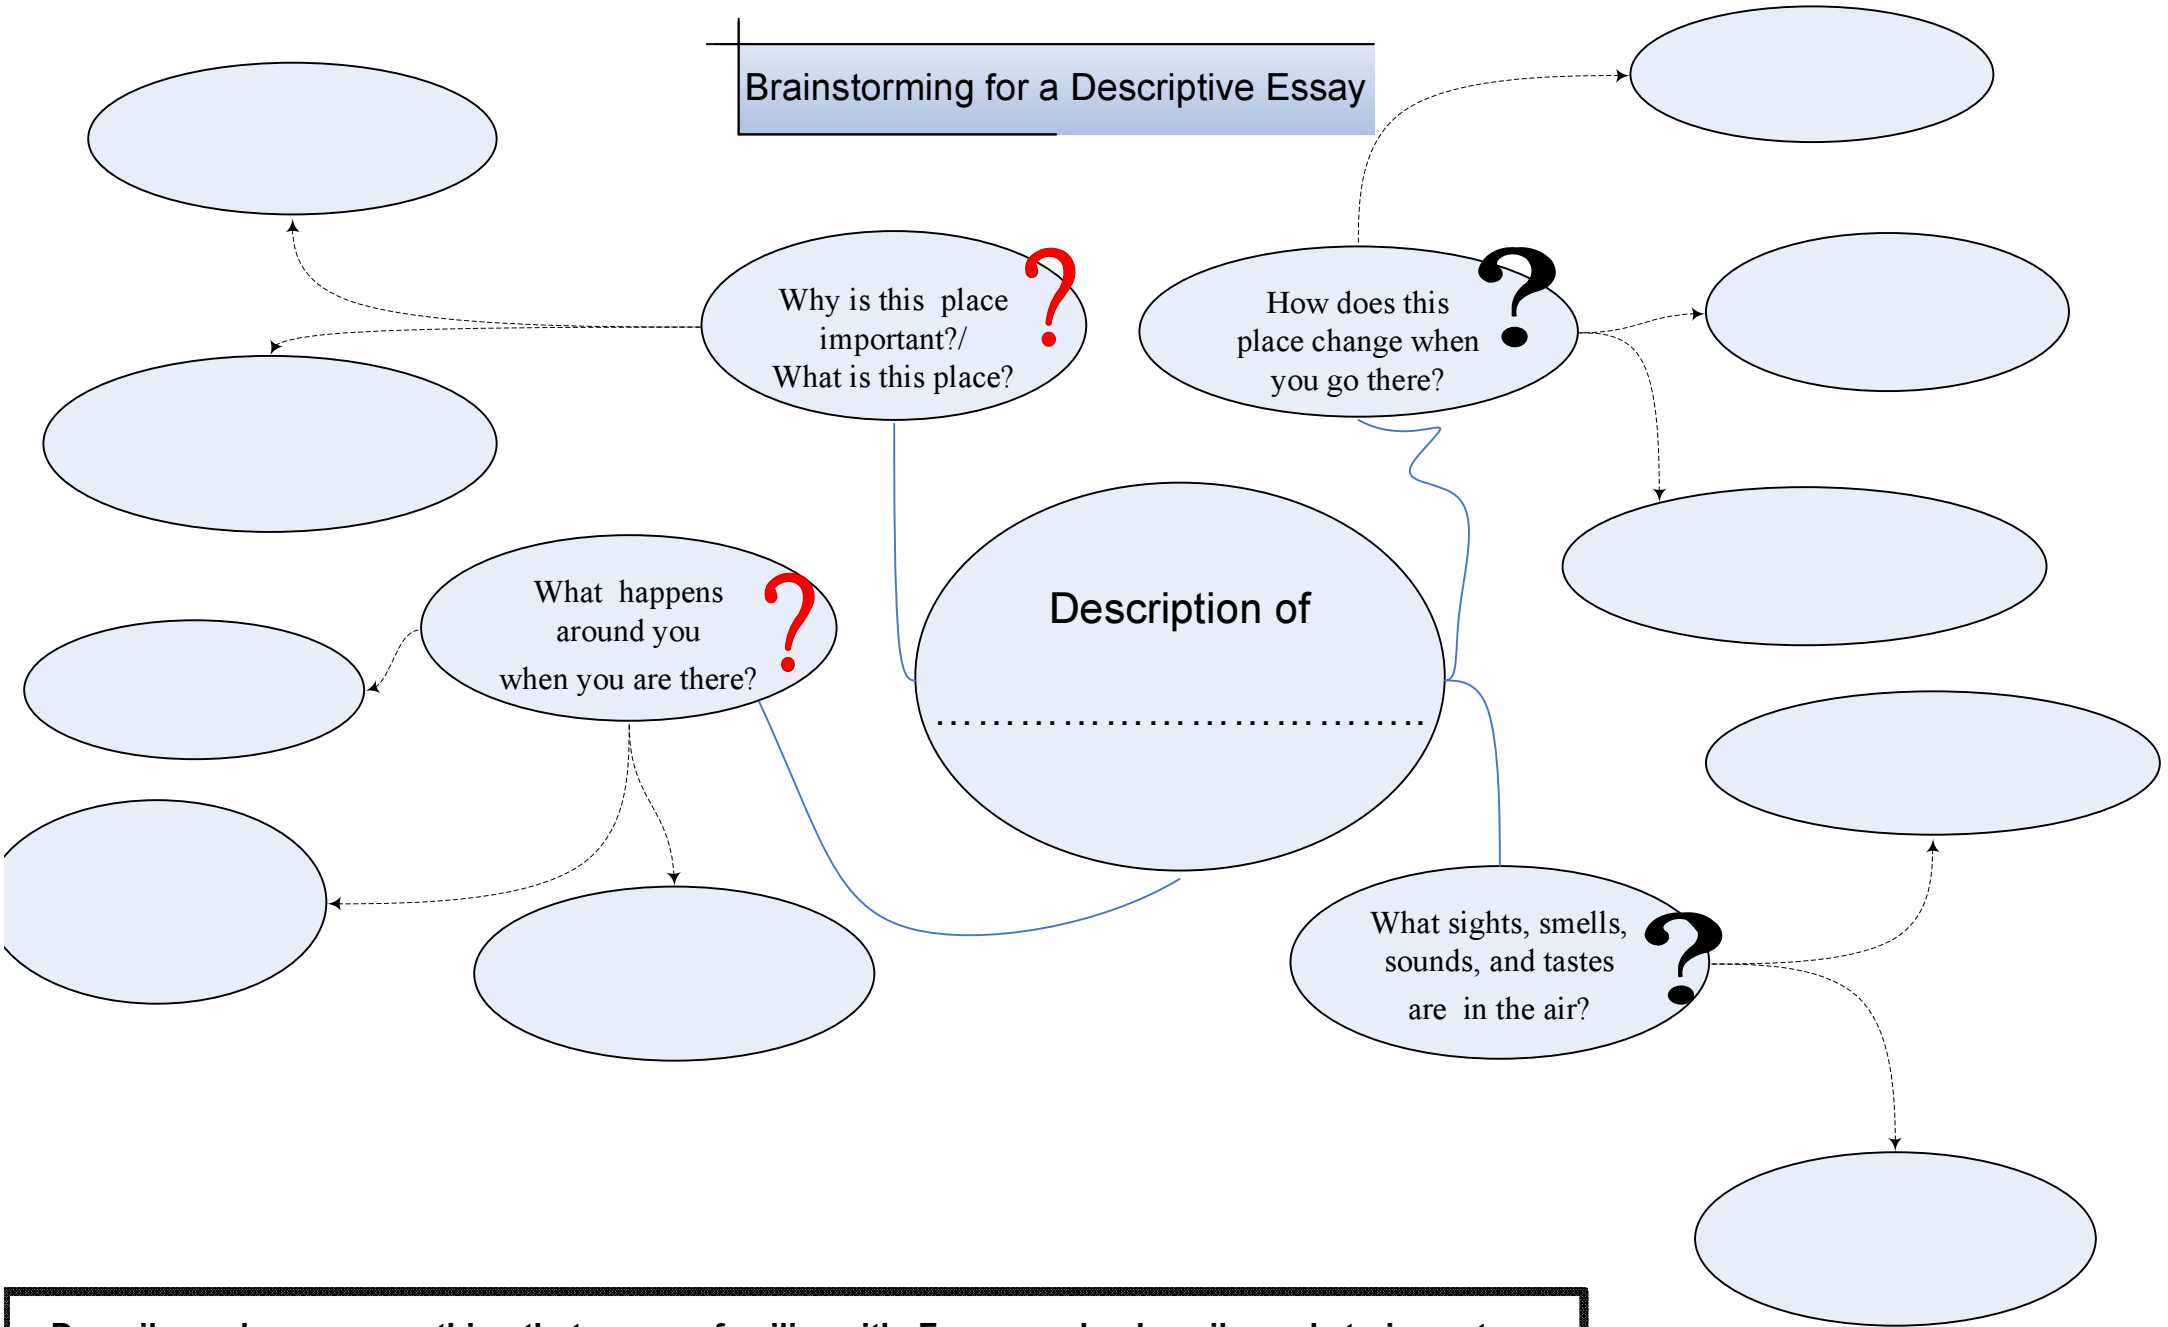 Brainstorming for a Descriptive Essay
Why is this place
important?/
What is this place?
How does this
place change when
you go there?
What happens
around you
when you are there?
Description of
...................................
What sights, smells,
sounds, and tastes
are in the air?